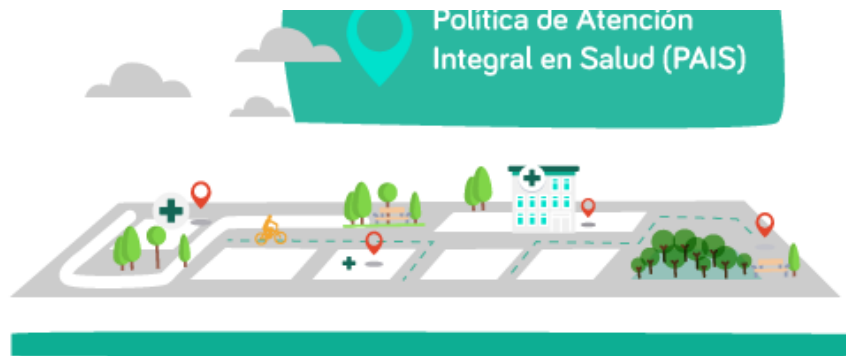 Política de Atención
Integral en Salud (PAIS)